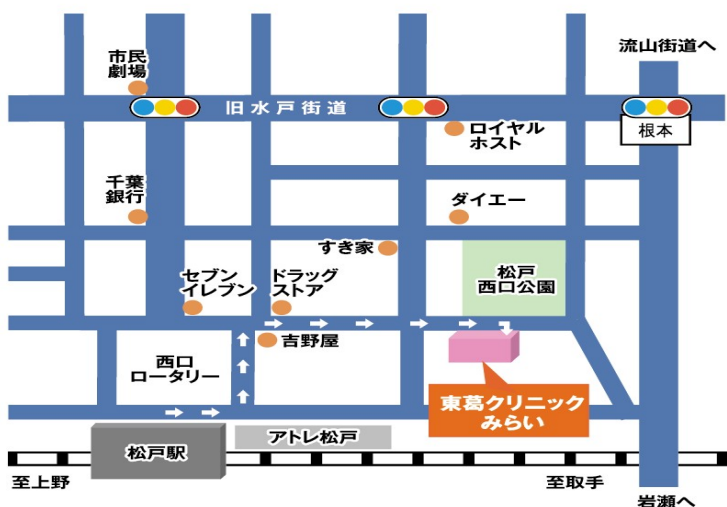 流山街道へ
市民
劇場
旧水戸街道
根本
ロイヤル
ホスト
千葉
銀行
ダイエー
すき家
セブン
イレブン
ドラッグ
ストア
松戸
西口公園
吉野屋
西口
ロータリー
東葛クリニック
みらい
アトレ松戸
松戸駅
至上野
至取手
岩瀬へ